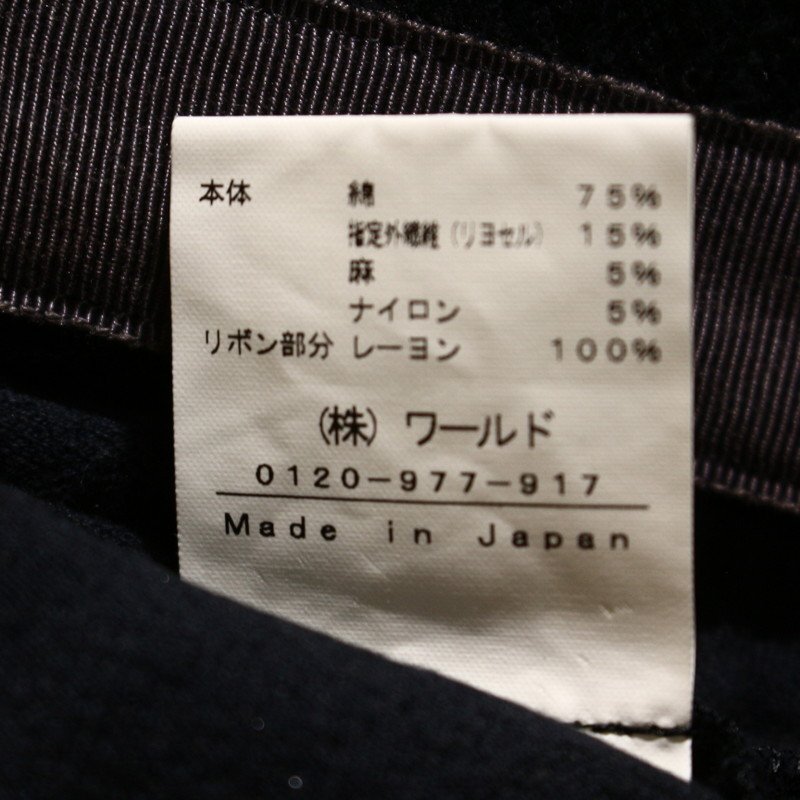 本体 綿 75%
指定外繊維(リヨセル) 15%
麻 5%
ナイロン 5%
リボン部分 レーヨン 100%
(株) ワールド
0120-977-917
Made in Japan